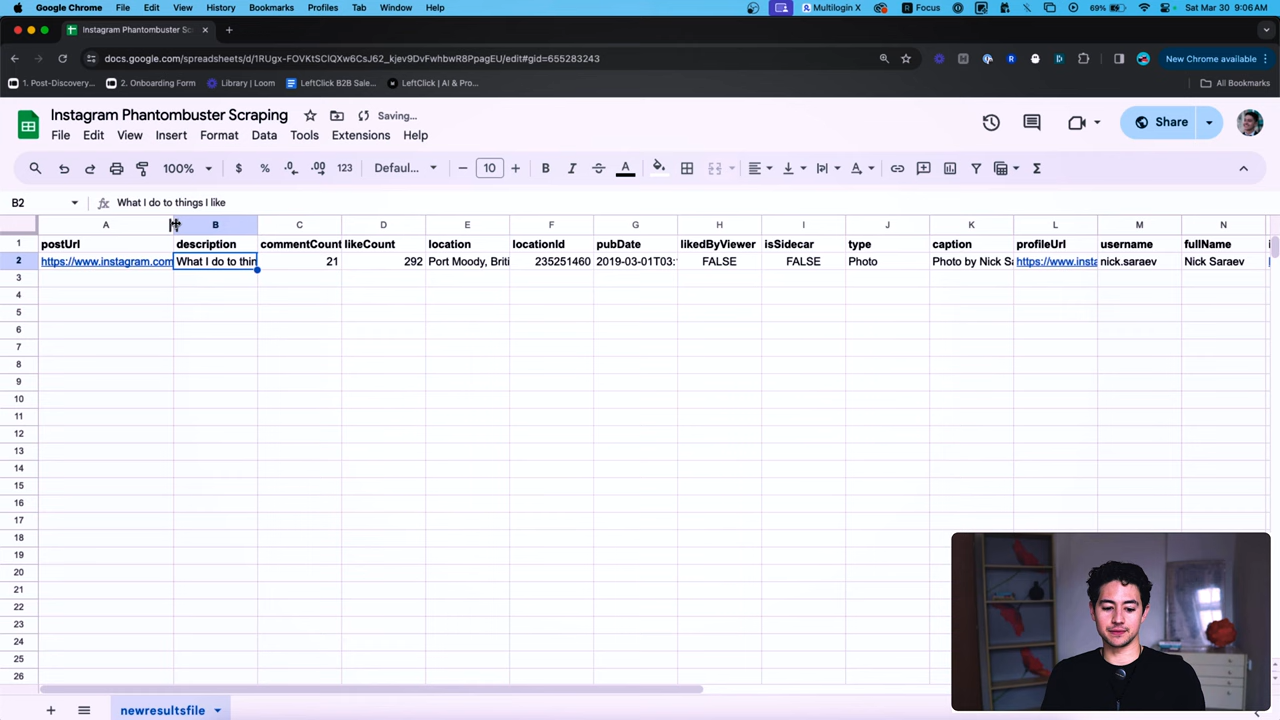 Google Chrome File Edit View History Bookmarks Profiles Tab Window Help Multilogin X Focus 69% Sat Mar 30 9:06 AM
Instagram Phantombuster Sc
docs.google.com/spreadsheets/d/1RUgx-FOVKtSCIQXw6CsJ62_kjev9DvFwhbwR8PpagEU/edit#gid=655283243 New Chrome available
1. Post-Discovery 2. Onboarding Form Library | Loom LeftClick B2B Sale... LeftClick | AI & Pro... All Bookmarks
Instagram Phantombuster Scraping Saving...
File Edit View Insert Format Data Tools Extensions Help Share
100% $ % .0 .00 123 Defaul... 10 B I S A
B2 fx What I do to things I like
A B C D E F G H I J K L M N
1 postUrl description commentCount likeCount location locationId pubDate likedByViewer isSidecar type caption profileUrl username fullName i
2 https://www.instagram.com What I do to thin 21 292 Port Moody, Briti 235251460 2019-03-01T03: FALSE FALSE Photo Photo by Nick Sa https://www.insta nick.saraev Nick Saraev
3
4
5
6
7
8
9
10
11
12
13
14
15
16
17
18
19
20
21
22
23
24
25
26
newresultsfile